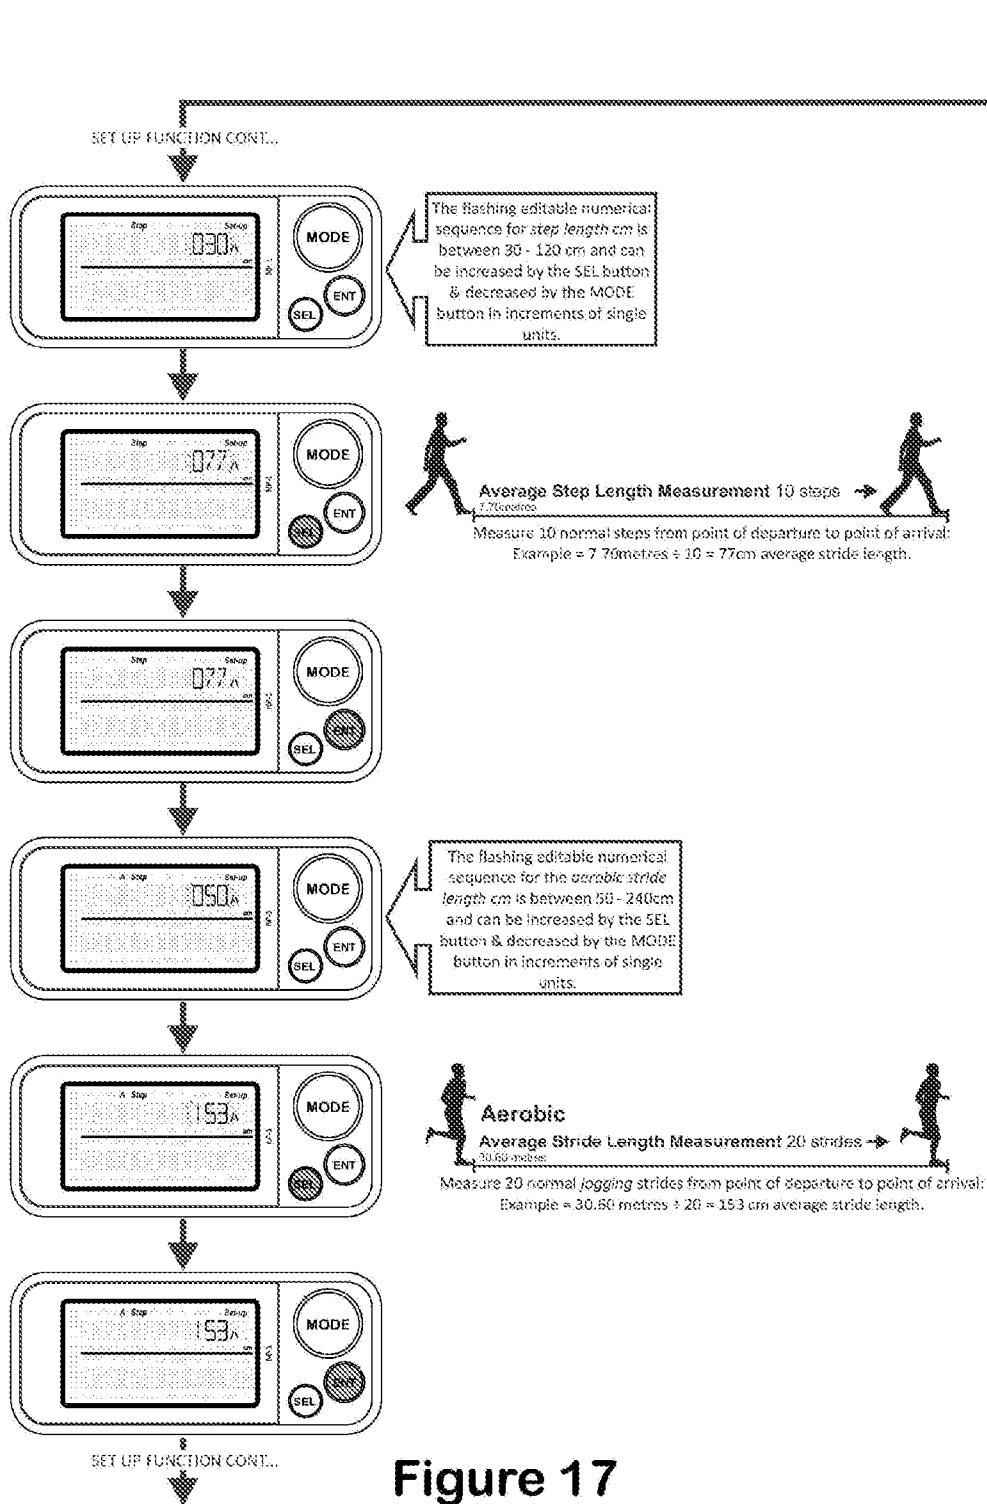 SET UP FUNCTION CONT...
Step Set-up
030
cm
MODE
ENT
SEL
The flashing editable numerical
sequence for step length cm is
between 30 - 120 cm and can
be increased by the SEL button
& decreased by the MODE
button in increments of single
units.
Step Set-up
077
cm
MODE
ENT
SEL
Average Step Length Measurement 10 steps
7.70metres
Measure 10 normal steps from point of departure to point of arrival:
Example = 7.70metres ÷ 10 = 77cm average stride length.
Step Set-up
077
cm
MODE
ENT
SEL
A Step Set-up
050
cm
MODE
ENT
SEL
The flashing editable numerical
sequence for the aerobic stride
length cm is between 50 - 240cm
and can be increased by the SEL
button & decreased by the MODE
button in increments of single
units.
A Step Set-up
153
cm
MODE
ENT
SEL
Aerobic
Average Stride Length Measurement 20 strides
30.60 metres
Measure 20 normal jogging strides from point of departure to point of arrival:
Example = 30.60 metres ÷ 20 = 153 cm average stride length.
A Step Set-up
153
cm
MODE
ENT
SEL
SET UP FUNCTION CONT...
Figure 17